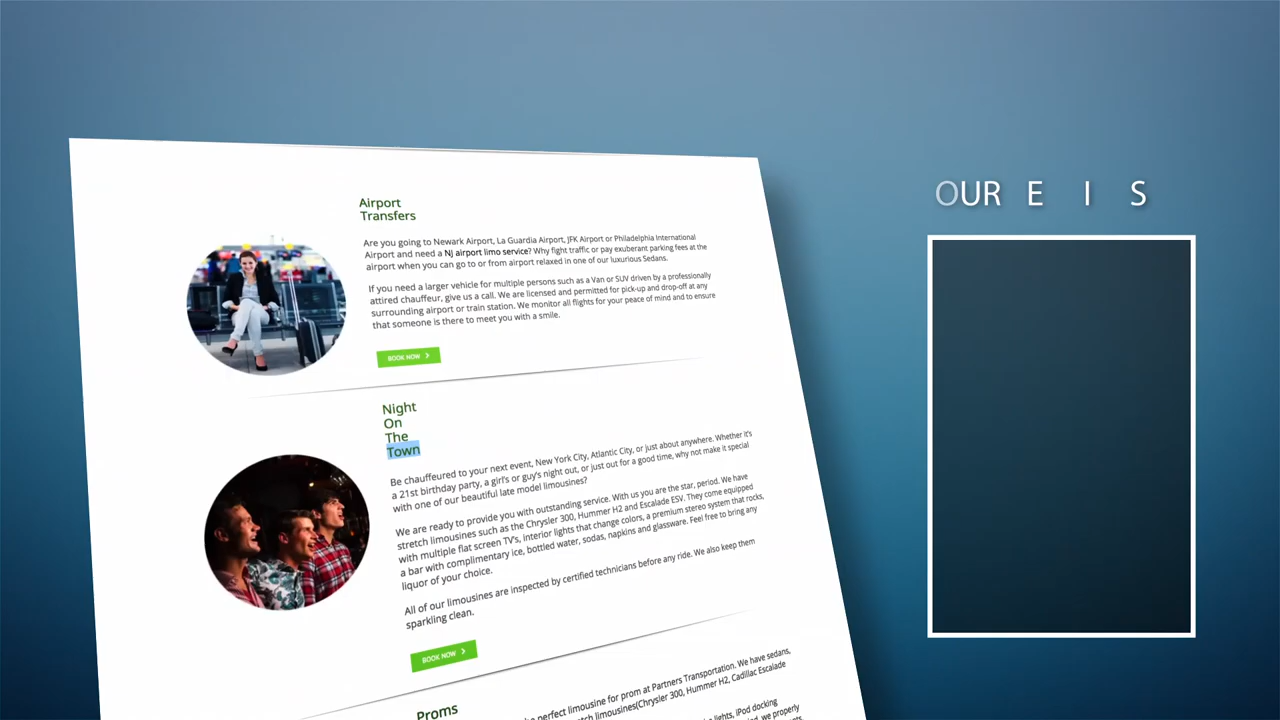 OUR E I S
Airport
Transfers
Are you going to Newark Airport, La Guardia Airport, JFK Airport or Philadelphia International
Airport and need a NJ airport limo service? Why fight traffic or pay exuberant parking fees at the
airport when you can go to or from airport relaxed in one of our luxurious Sedans.
If you need a larger vehicle for multiple persons such as a Van or SUV driven by a professionally
attired chauffeur, give us a call. We are licensed and permitted for pick-up and drop-off at any
surrounding airport or train station. We monitor all flights for your peace of mind and to ensure
that someone is there to meet you with a smile.
BOOK NOW
Night
On
The
Town
Be chauffeured to your next event, New York City, Atlantic City, or just about anywhere. Whether it's
a 21st birthday party, a girl's or guy's night out, or just out for a good time, why not make it special
with one of our beautiful late model limousines?
We are ready to provide you with outstanding service. With us you are the star, period. We have
stretch limousines such as the Chrysler 300, Hummer H2 and Escalade ESV. They come equipped
with multiple flat screen TV's, interior lights that change colors, a premium stereo system that rocks,
a bar with complimentary ice, bottled water, sodas, napkins and glassware. Feel free to bring any
liquor of your choice.
All of our limousines are inspected by certified technicians before any ride. We also keep them
sparkling clean.
BOOK NOW
Proms
perfect limousine for prom at Partners Transportation. We have sedans,
limousines(Chrysler 300, Hummer H2, Cadillac Escalade
lights, iPod docking
we properly